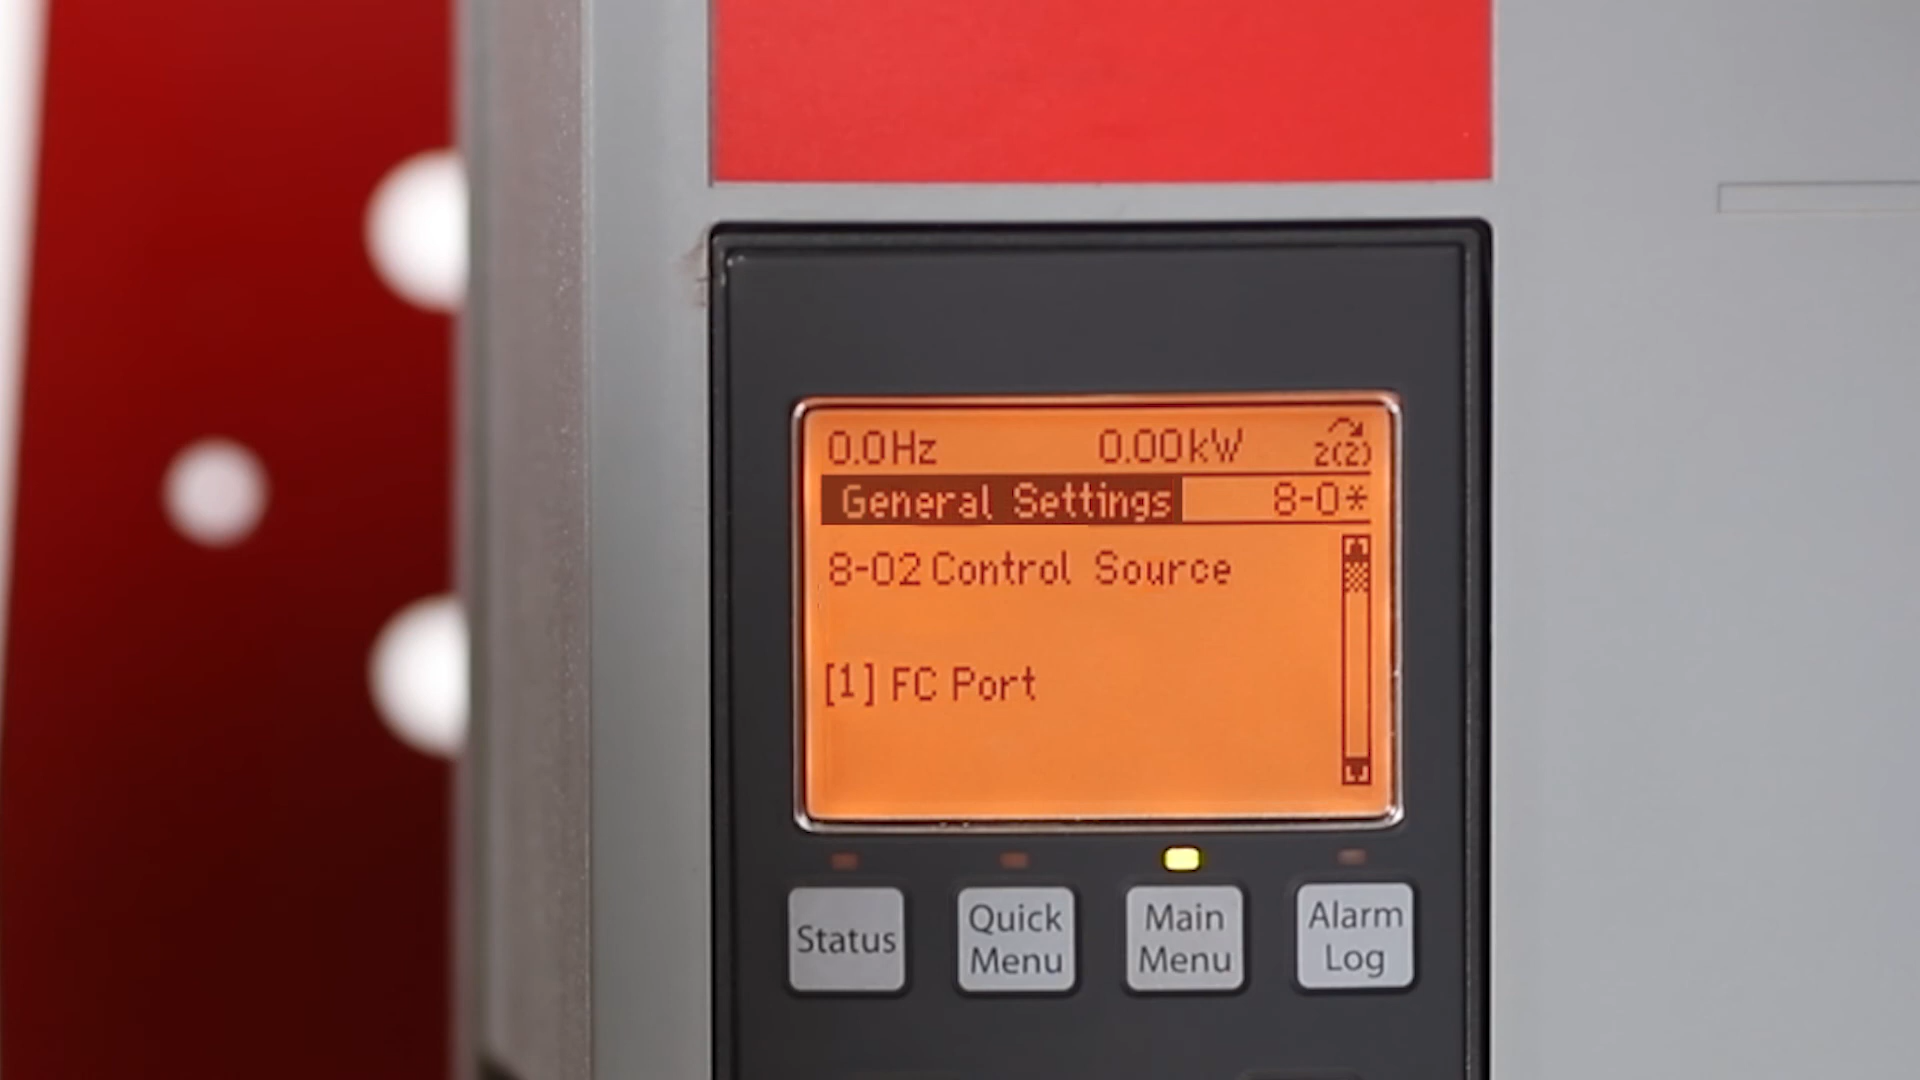 0.0Hz 0.00kW 2(2)
General Settings 8-0*
8-02 Control Source
[1] FC Port
Status
Quick Menu
Main Menu
Alarm Log